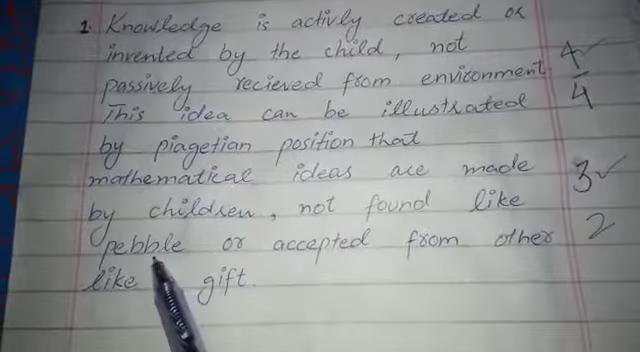 1. Knowledge is activly created or
invented by the child, not
passively recieved from environment.
This idea can be illustrated
by piagetian position that
mathematical ideas are made
by children, not found like
pebble or accepted from other
like gift.
4
4
3
2